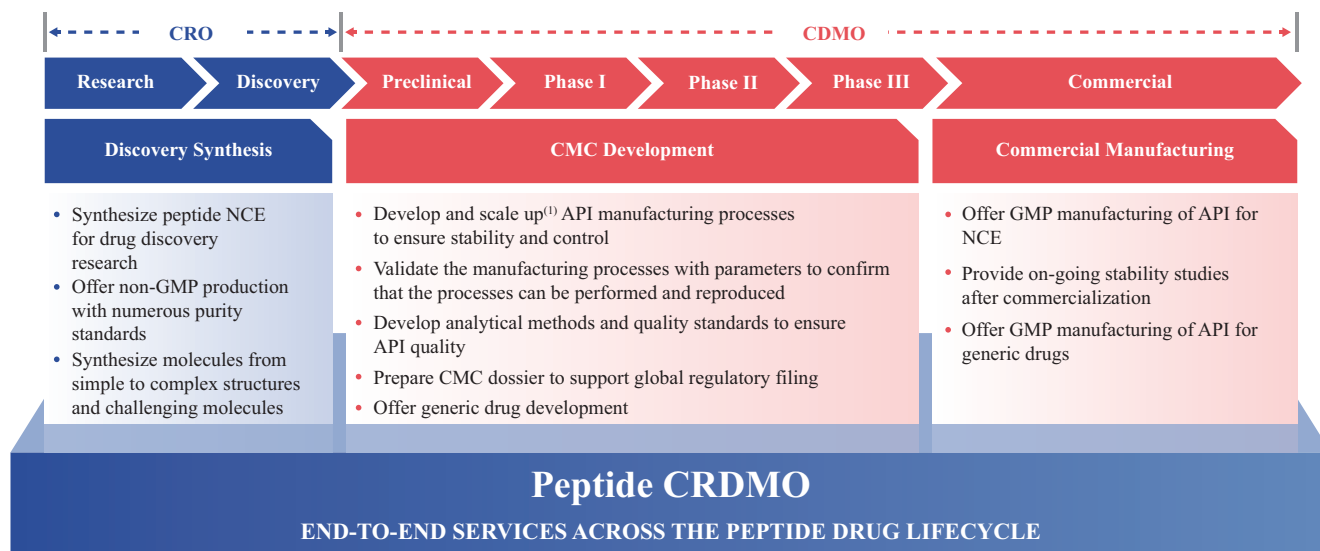 CRO
CDMO
Research
Discovery
Preclinical
Phase I
Phase II
Phase III
Commercial
Discovery Synthesis
CMC Development
Commercial Manufacturing
• Synthesize peptide NCE
for drug discovery
research
• Offer non-GMP production
with numerous purity
standards
• Synthesize molecules from
simple to complex structures
and challenging molecules
• Develop and scale up(1) API manufacturing processes
to ensure stability and control
• Validate the manufacturing processes with parameters to confirm
that the processes can be performed and reproduced
• Develop analytical methods and quality standards to ensure
API quality
• Prepare CMC dossier to support global regulatory filing
• Offer generic drug development
• Offer GMP manufacturing of API for
NCE
• Provide on-going stability studies
after commercialization
• Offer GMP manufacturing of API for
generic drugs
Peptide CRDMO
END-TO-END SERVICES ACROSS THE PEPTIDE DRUG LIFECYCLE